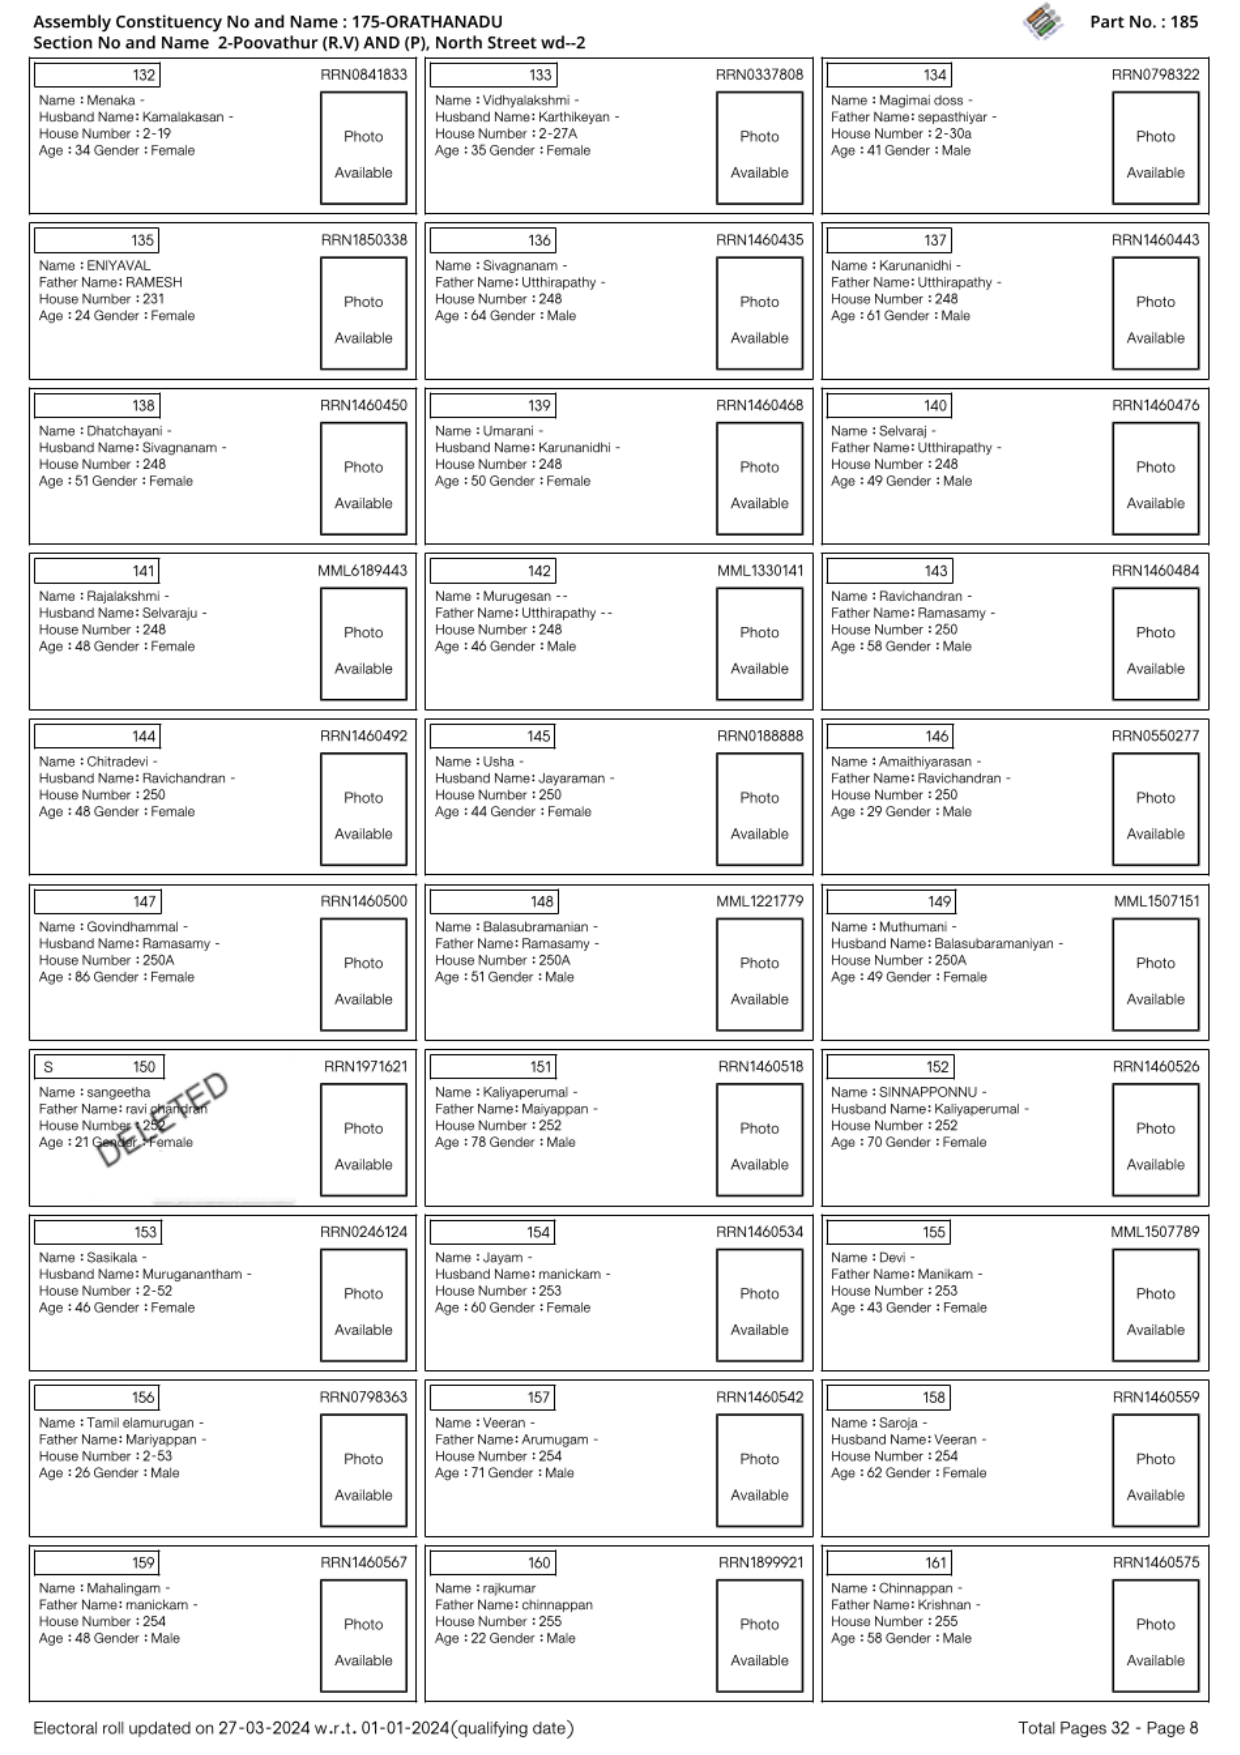 Assembly Constituency No and Name : 175-ORATHANADU
Part No. : 185
Section No and Name 2-Poovathur (R.V) AND (P), North Street wd--2
132 RRN0841833
Name : Menaka -
Husband Name: Kamalakasan -
House Number : 2-19
Age : 34 Gender : Female
Photo
Available
133 RRN0337808
Name : Vidhyalakshmi -
Husband Name: Karthikeyan -
House Number : 2-27A
Age : 35 Gender : Female
Photo
Available
134 RRN0798322
Name : Magimai doss -
Father Name: sepasthiyar -
House Number : 2-30a
Age : 41 Gender : Male
Photo
Available
135 RRN1850338
Name : ENIYAVAL
Father Name: RAMESH
House Number : 231
Age : 24 Gender : Female
Photo
Available
136 RRN1460435
Name : Sivagnanam -
Father Name: Utthirapathy -
House Number : 248
Age : 64 Gender : Male
Photo
Available
137 RRN1460443
Name : Karunanidhi -
Father Name: Utthirapathy -
House Number : 248
Age : 61 Gender : Male
Photo
Available
138 RRN1460450
Name : Dhatchayani -
Husband Name: Sivagnanam -
House Number : 248
Age : 51 Gender : Female
Photo
Available
139 RRN1460468
Name : Umarani -
Husband Name: Karunanidhi -
House Number : 248
Age : 50 Gender : Female
Photo
Available
140 RRN1460476
Name : Selvaraj -
Father Name: Utthirapathy -
House Number : 248
Age : 49 Gender : Male
Photo
Available
141 MML6189443
Name : Rajalakshmi -
Husband Name: Selvaraju -
House Number : 248
Age : 48 Gender : Female
Photo
Available
142 MML1330141
Name : Murugesan --
Father Name: Utthirapathy --
House Number : 248
Age : 46 Gender : Male
Photo
Available
143 RRN1460484
Name : Ravichandran -
Father Name: Ramasamy -
House Number : 250
Age : 58 Gender : Male
Photo
Available
144 RRN1460492
Name : Chitradevi -
Husband Name: Ravichandran -
House Number : 250
Age : 48 Gender : Female
Photo
Available
145 RRN0188888
Name : Usha -
Husband Name: Jayaraman -
House Number : 250
Age : 44 Gender : Female
Photo
Available
146 RRN0550277
Name : Amaithiyarasan -
Father Name: Ravichandran -
House Number : 250
Age : 29 Gender : Male
Photo
Available
147 RRN1460500
Name : Govindhammal -
Husband Name: Ramasamy -
House Number : 250A
Age : 86 Gender : Female
Photo
Available
148 MML1221779
Name : Balasubramanian -
Father Name: Ramasamy -
House Number : 250A
Age : 51 Gender : Male
Photo
Available
149 MML1507151
Name : Muthumani -
Husband Name: Balasubaramaniyan -
House Number : 250A
Age : 49 Gender : Female
Photo
Available
S 150 RRN1971621
Name : sangeetha
Father Name: ravi chandran
House Number : 252
Age : 21 Gender : Female
DELETED
Photo
Available
151 RRN1460518
Name : Kaliyaperumal -
Father Name: Maiyappan -
House Number : 252
Age : 78 Gender : Male
Photo
Available
152 RRN1460526
Name : SINNAPPONNU -
Husband Name: Kaliyaperumal -
House Number : 252
Age : 70 Gender : Female
Photo
Available
153 RRN0246124
Name : Sasikala -
Husband Name: Muruganantham -
House Number : 2-52
Age : 46 Gender : Female
Photo
Available
154 RRN1460534
Name : Jayam -
Husband Name: manickam -
House Number : 253
Age : 60 Gender : Female
Photo
Available
155 MML1507789
Name : Devi -
Father Name: Manikam -
House Number : 253
Age : 43 Gender : Female
Photo
Available
156 RRN0798363
Name : Tamil elamurugan -
Father Name: Mariyappan -
House Number : 2-53
Age : 26 Gender : Male
Photo
Available
157 RRN1460542
Name : Veeran -
Father Name: Arumugam -
House Number : 254
Age : 71 Gender : Male
Photo
Available
158 RRN1460559
Name : Saroja -
Husband Name: Veeran -
House Number : 254
Age : 62 Gender : Female
Photo
Available
159 RRN1460567
Name : Mahalingam -
Father Name: manickam -
House Number : 254
Age : 48 Gender : Male
Photo
Available
160 RRN1899921
Name : rajkumar
Father Name: chinnappan
House Number : 255
Age : 22 Gender : Male
Photo
Available
161 RRN1460575
Name : Chinnappan -
Father Name: Krishnan -
House Number : 255
Age : 58 Gender : Male
Photo
Available
Electoral roll updated on 27-03-2024 w.r.t. 01-01-2024(qualifying date)
Total Pages 32 - Page 8